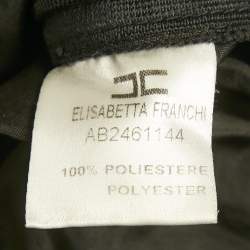 ELISABETTA FRANCHI
AB2461144
100% POLIESTERE
POLYESTER